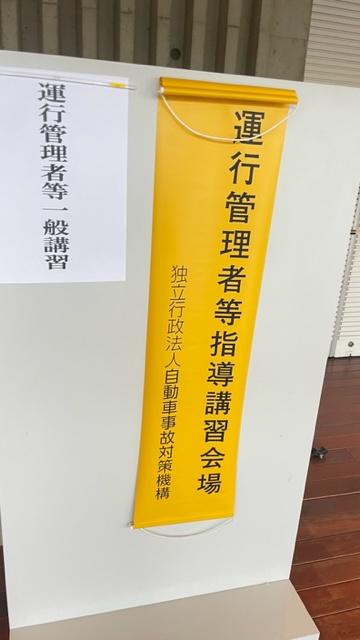 運行管理者等一般講習
運行管理者等指導講習会場
独立行政法人自動車事故対策機構